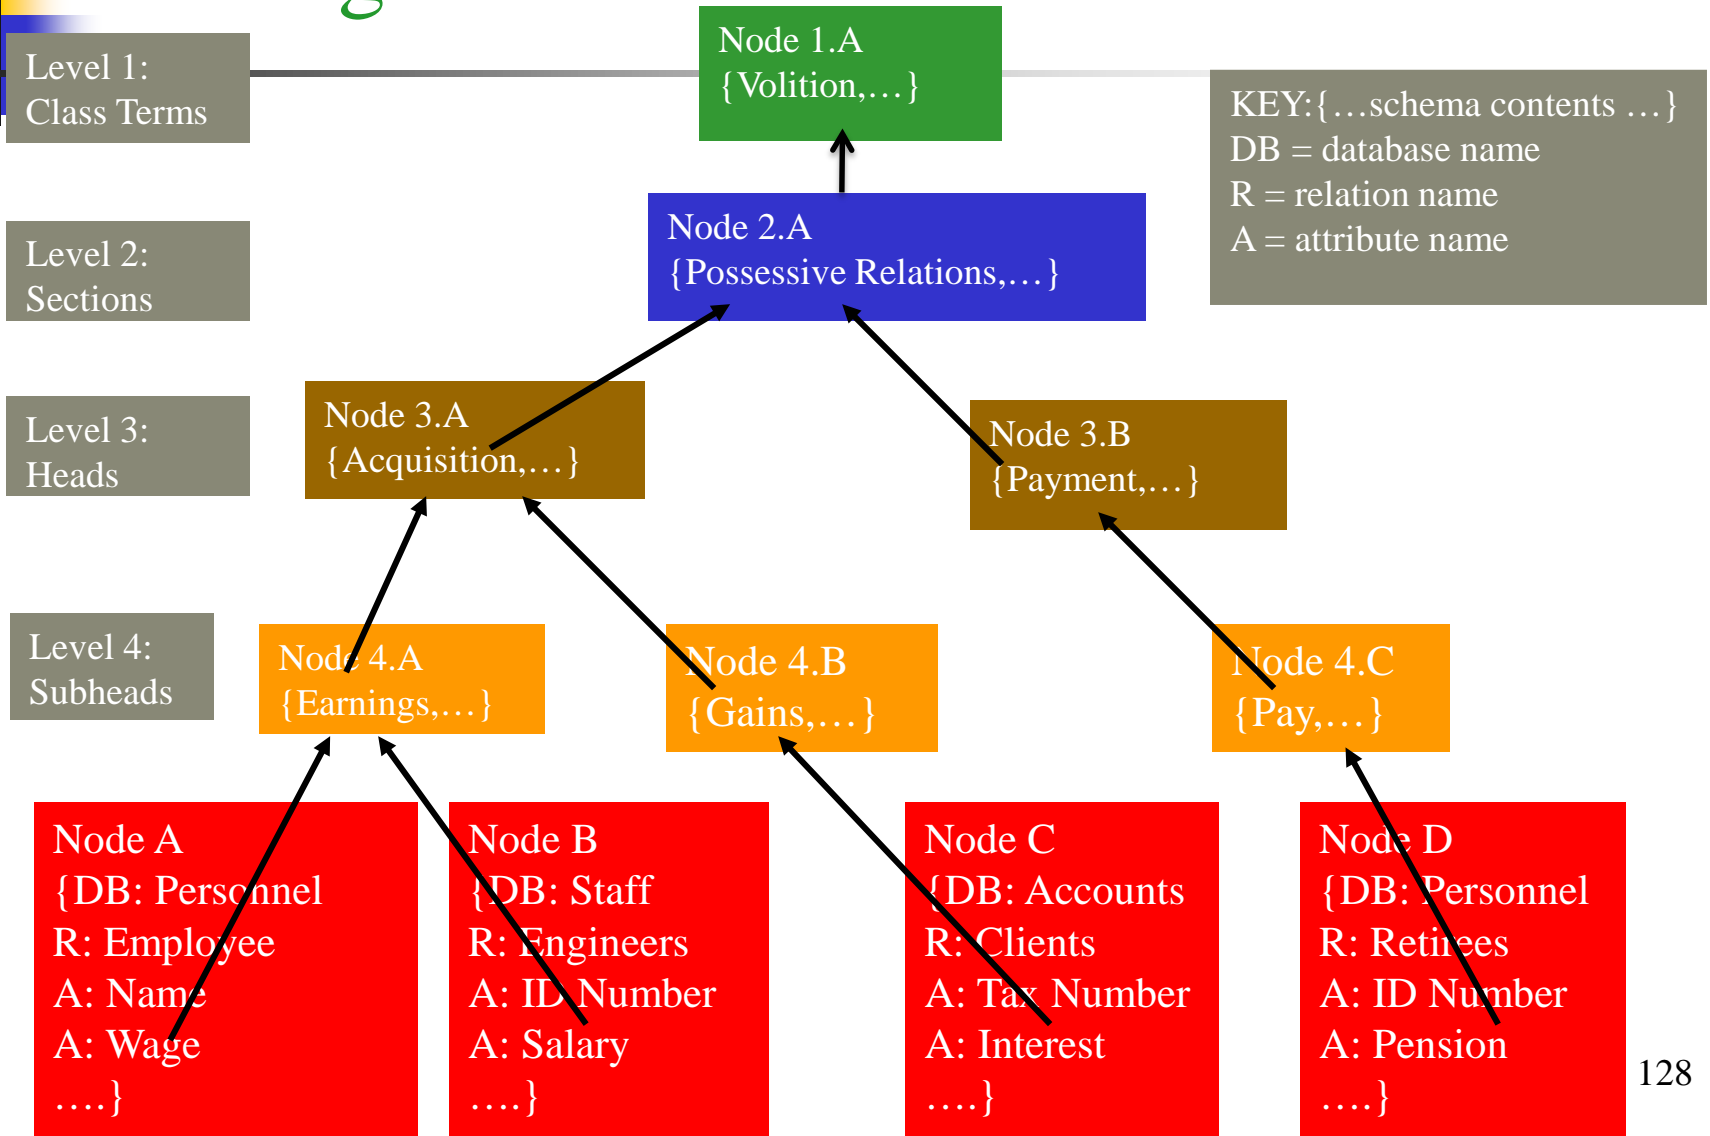 Level 1:
Class Terms
Node 1.A
{Volition,…}
KEY:{…schema contents …}
DB = database name
R = relation name
A = attribute name
Level 2:
Sections
Node 2.A
{Possessive Relations,…}
Level 3:
Heads
Node 3.A
{Acquisition,…}
Node 3.B
{Payment,…}
Level 4:
Subheads
Node 4.A
{Earnings,…}
Node 4.B
{Gains,…}
Node 4.C
{Pay,…}
Node A
{DB: Personnel
R: Employee
A: Name
A: Wage
….}
Node B
{DB: Staff
R: Engineers
A: ID Number
A: Salary
….}
Node C
{DB: Accounts
R: Clients
A: Tax Number
A: Interest
….}
Node D
{DB: Personnel
R: Retirees
A: ID Number
A: Pension
….}
128